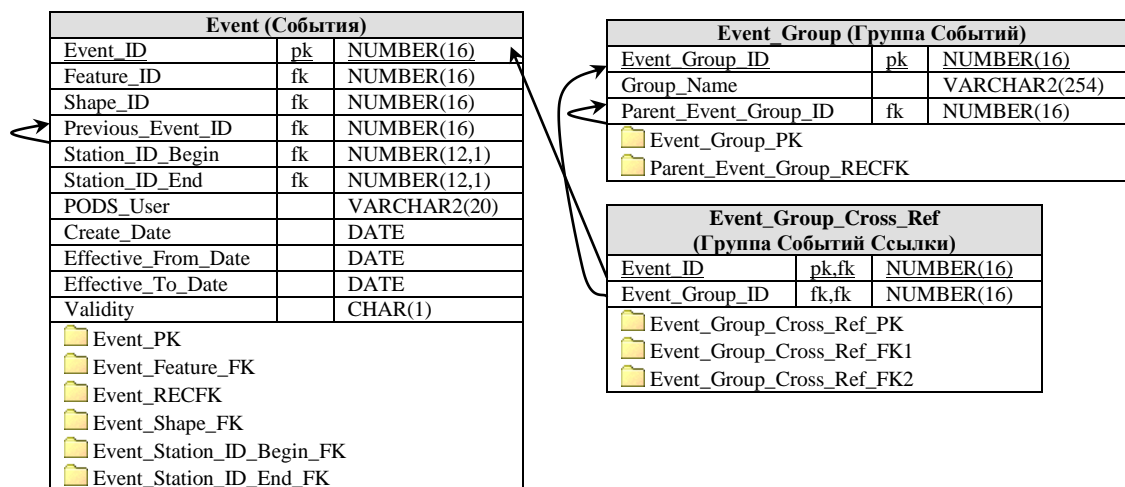 Event (События)
Event_ID pk NUMBER(16)
Feature_ID fk NUMBER(16)
Shape_ID fk NUMBER(16)
Previous_Event_ID fk NUMBER(16)
Station_ID_Begin fk NUMBER(12,1)
Station_ID_End fk NUMBER(12,1)
PODS_User VARCHAR2(20)
Create_Date DATE
Effective_From_Date DATE
Effective_To_Date DATE
Validity CHAR(1)
Event_PK
Event_Feature_FK
Event_RECFK
Event_Shape_FK
Event_Station_ID_Begin_FK
Event_Station_ID_End_FK
Event_Group (Группа Событий)
Event_Group_ID pk NUMBER(16)
Group_Name VARCHAR2(254)
Parent_Event_Group_ID fk NUMBER(16)
Event_Group_PK
Parent_Event_Group_RECFK
Event_Group_Cross_Ref
(Группа Событий Ссылки)
Event_ID pk,fk NUMBER(16)
Event_Group_ID fk,fk NUMBER(16)
Event_Group_Cross_Ref_PK
Event_Group_Cross_Ref_FK1
Event_Group_Cross_Ref_FK2